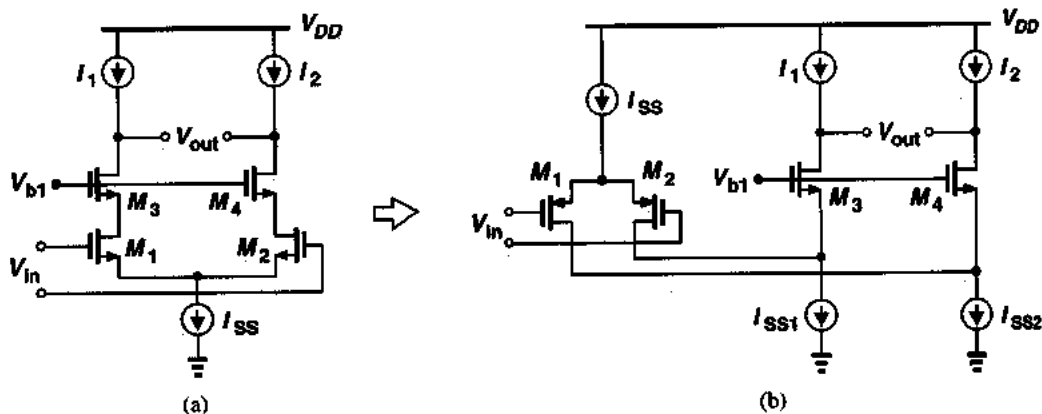 V_DD
I_1
I_2
V_out
V_b1
M_3
M_4
V_in
M_1
M_2
I_SS
(a)
V_DD
I_SS
I_1
I_2
V_out
M_1
M_2
V_b1
M_3
M_4
V_in
I_SS1
I_SS2
(b)